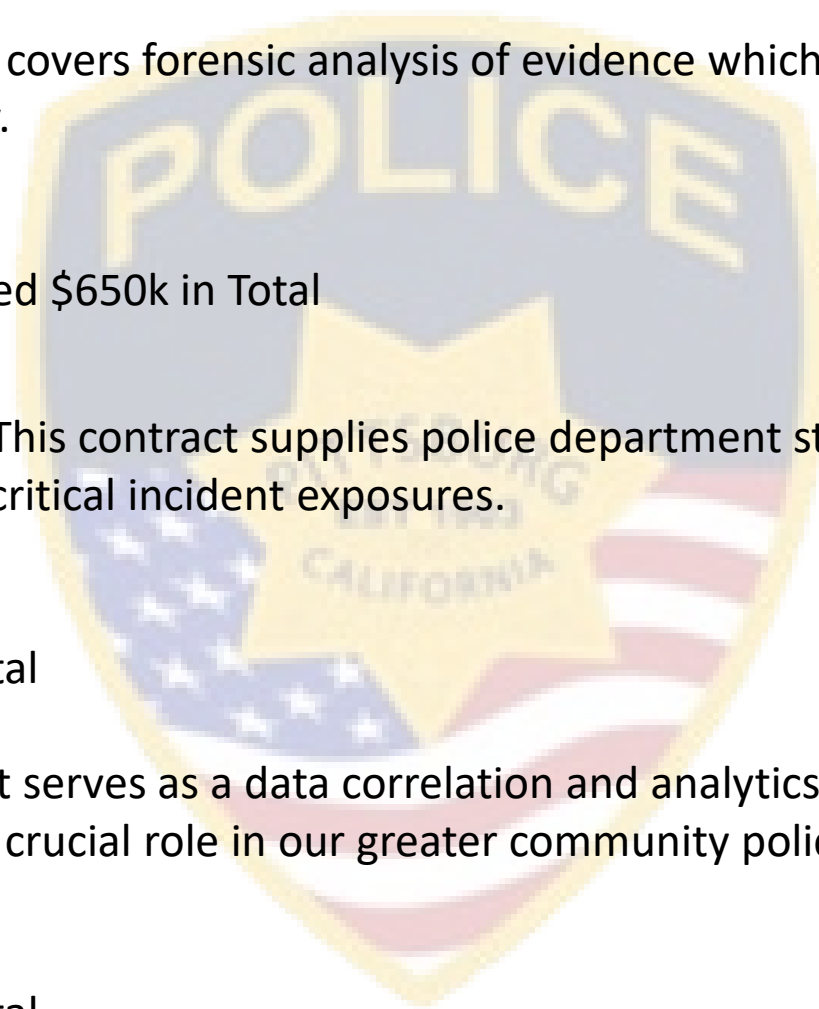 covers forensic analysis of evidence which
POLICE
ed $650k in Total
This contract supplies police department st
critical incident exposures.
PITTSBURG
CALIFORNIA
tal
t serves as a data correlation and analytics
crucial role in our greater community polic